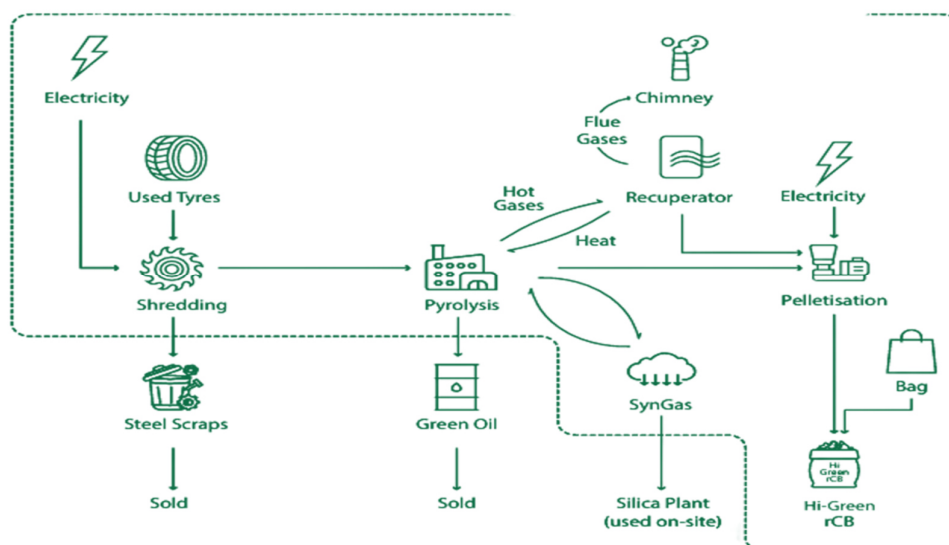 Electricity
Used Tyres
Shredding
Steel Scraps
Sold
Pyrolysis
Green Oil
Sold
Hot
Gases
Heat
Flue
Gases
Chimney
Recuperator
SynGas
Silica Plant
(used on-site)
Electricity
Pelletisation
Bag
Hi
Green
rCB
Hi-Green
rCB